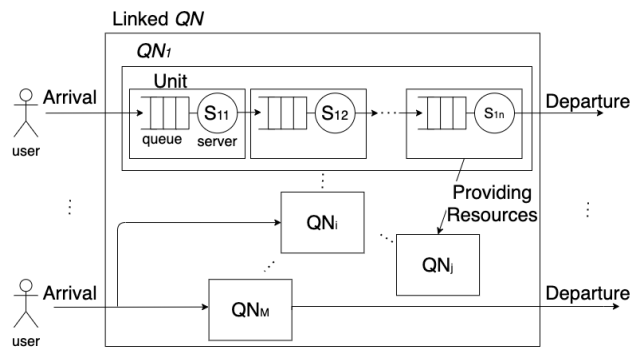 Linked QN
QN1
Arrival
Unit
S11
S12
S1n
Departure
queue
server
user
Providing
Resources
QNi
QNj
Arrival
QNM
Departure
user